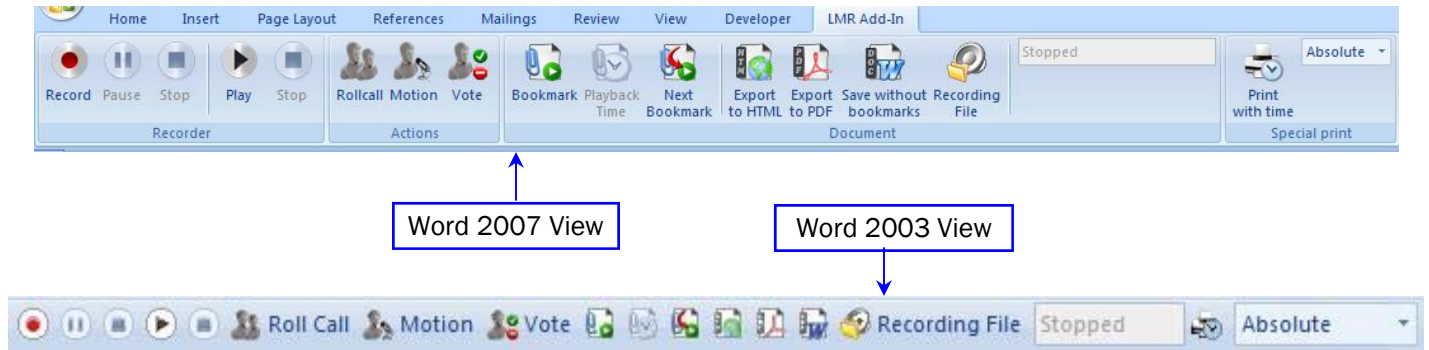 Home Insert Page Layout References Mailings Review View Developer LMR Add-In
Stopped Absolute
Record Pause Stop Play Stop Rollcall Motion Vote Bookmark Playback Next Export Export Save without Recording Print
Time Bookmark to HTML to PDF bookmarks File with time
Recorder Actions Document Special print
Word 2007 View Word 2003 View
Roll Call Motion Vote Recording File Stopped Absolute